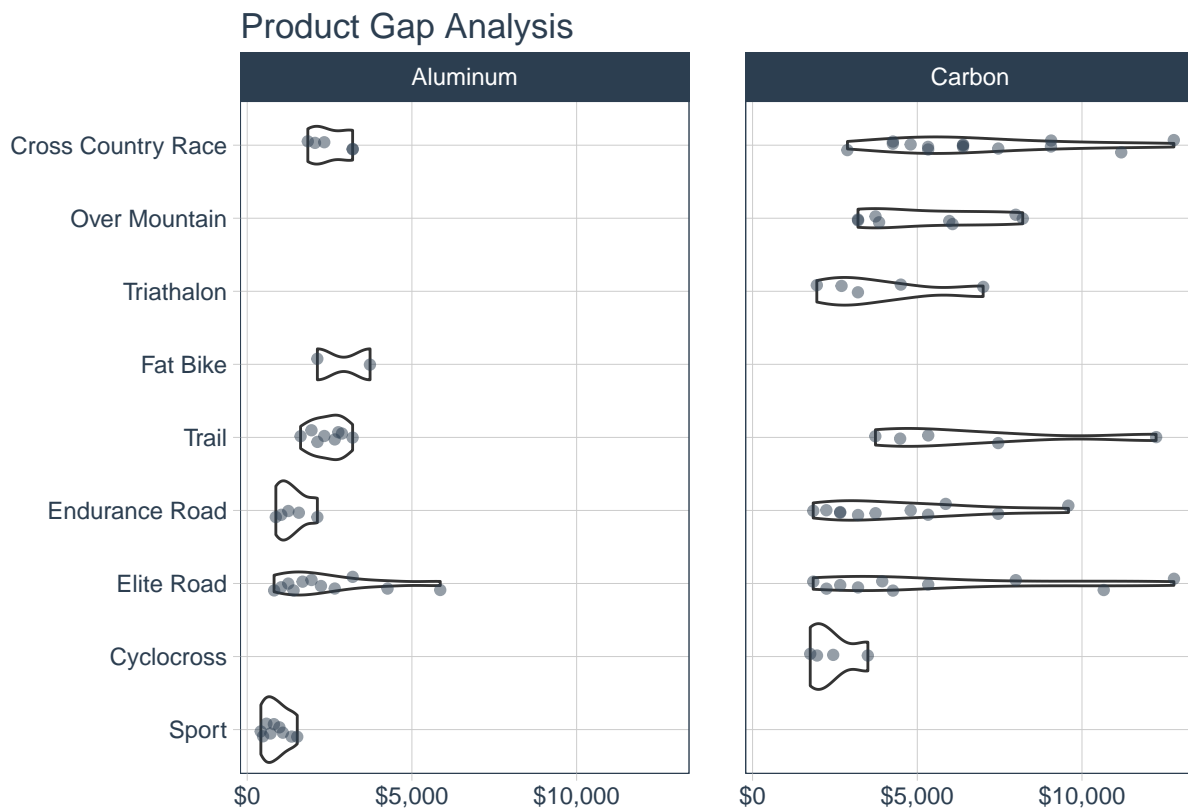 Product Gap Analysis
Aluminum
Carbon
Cross Country Race
Over Mountain
Triathalon
Fat Bike
Trail
Endurance Road
Elite Road
Cyclocross
Sport
$0 $5,000 $10,000
$0 $5,000 $10,000